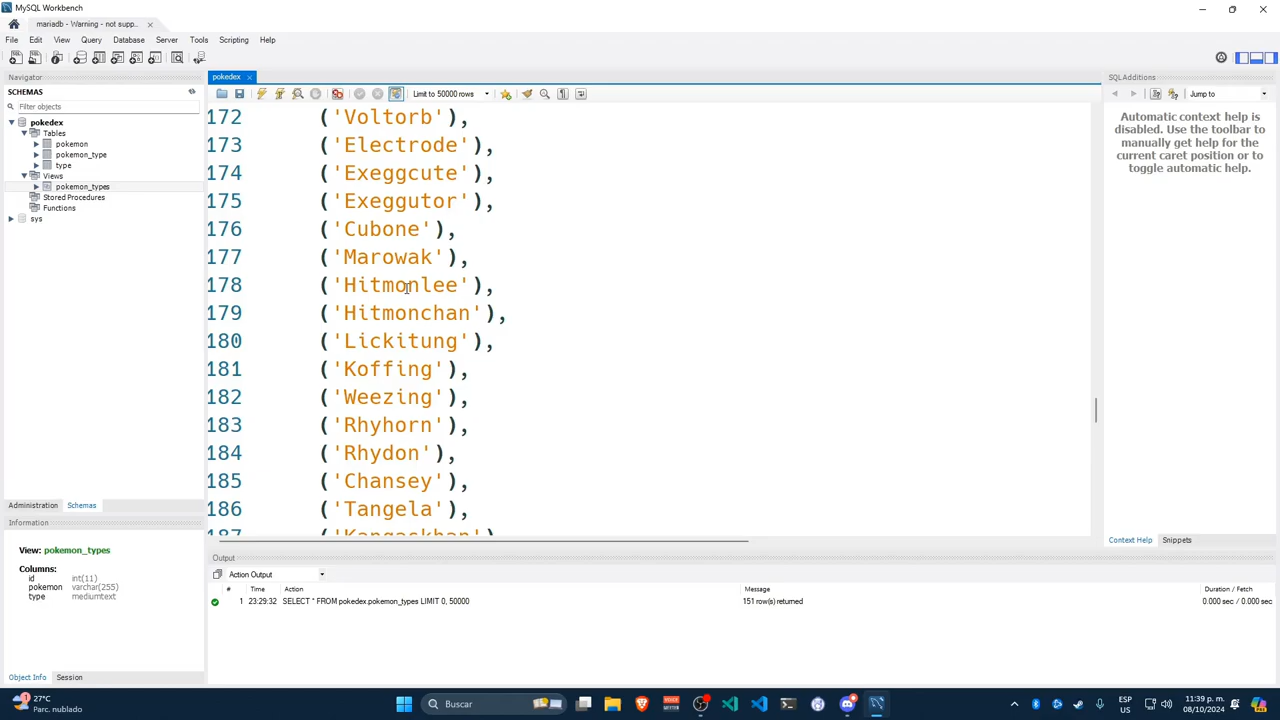 MySQL Workbench
mariadb - Warning - not supp...
File Edit View Query Database Server Tools Scripting Help
Navigator
SCHEMAS
Filter objects
pokedex
Tables
pokemon
pokemon_type
type
Views
pokemon_types
Stored Procedures
Functions
sys
Administration Schemas
Information
View: pokemon_types
Columns:
id int(11)
pokemon varchar(255)
type mediumtext
Object Info Session
pokedex
Limit to 50000 rows
172 ('Voltorb'),
173 ('Electrode'),
174 ('Exeggcute'),
175 ('Exeggutor'),
176 ('Cubone'),
177 ('Marowak'),
178 ('Hitmonlee'),
179 ('Hitmonchan'),
180 ('Lickitung'),
181 ('Koffing'),
182 ('Weezing'),
183 ('Rhyhorn'),
184 ('Rhydon'),
185 ('Chansey'),
186 ('Tangela'),
187 ('Kangaskhan')
SQLAdditions
Jump to
Automatic context help is
disabled. Use the toolbar to
manually get help for the
current caret position or to
toggle automatic help.
Context Help Snippets
Output
Action Output
# Time Action Message Duration / Fetch
1 23:29:32 SELECT * FROM pokedex.pokemon_types LIMIT 0, 50000 151 row(s) returned 0.000 sec / 0.000 sec
1 27°C
Parc. nublado
Buscar
ESP
US
11:39 p. m.
08/10/2024